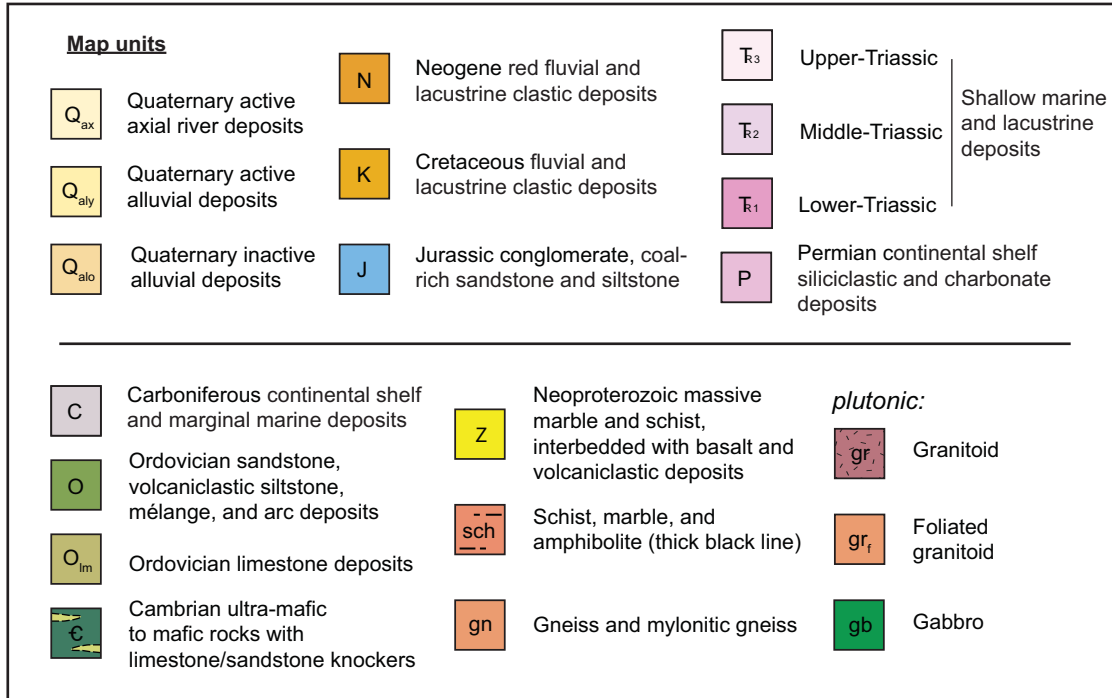 Map units
Qax
Quaternary active
axial river deposits
Qaly
Quaternary active
alluvial deposits
Qalo
Quaternary inactive
alluvial deposits
N
Neogene red fluvial and
lacustrine clastic deposits
K
Cretaceous fluvial and
lacustrine clastic deposits
J
Jurassic conglomerate, coal-
rich sandstone and siltstone
TR3
Upper-Triassic
TR2
Middle-Triassic
TR1
Lower-Triassic
Shallow marine
and lacustrine
deposits
P
Permian continental shelf
siliciclastic and charbonate
deposits
C
Carboniferous continental shelf
and marginal marine deposits
O
Ordovician sandstone,
volcaniclastic siltstone,
mélange, and arc deposits
Olm
Ordovician limestone deposits
Є
Cambrian ultra-mafic
to mafic rocks with
limestone/sandstone knockers
Z
Neoproterozoic massive
marble and schist,
interbedded with basalt and
volcaniclastic deposits
sch
Schist, marble, and
amphibolite (thick black line)
gn
Gneiss and mylonitic gneiss
plutonic:
gr
Granitoid
grf
Foliated
granitoid
gb
Gabbro